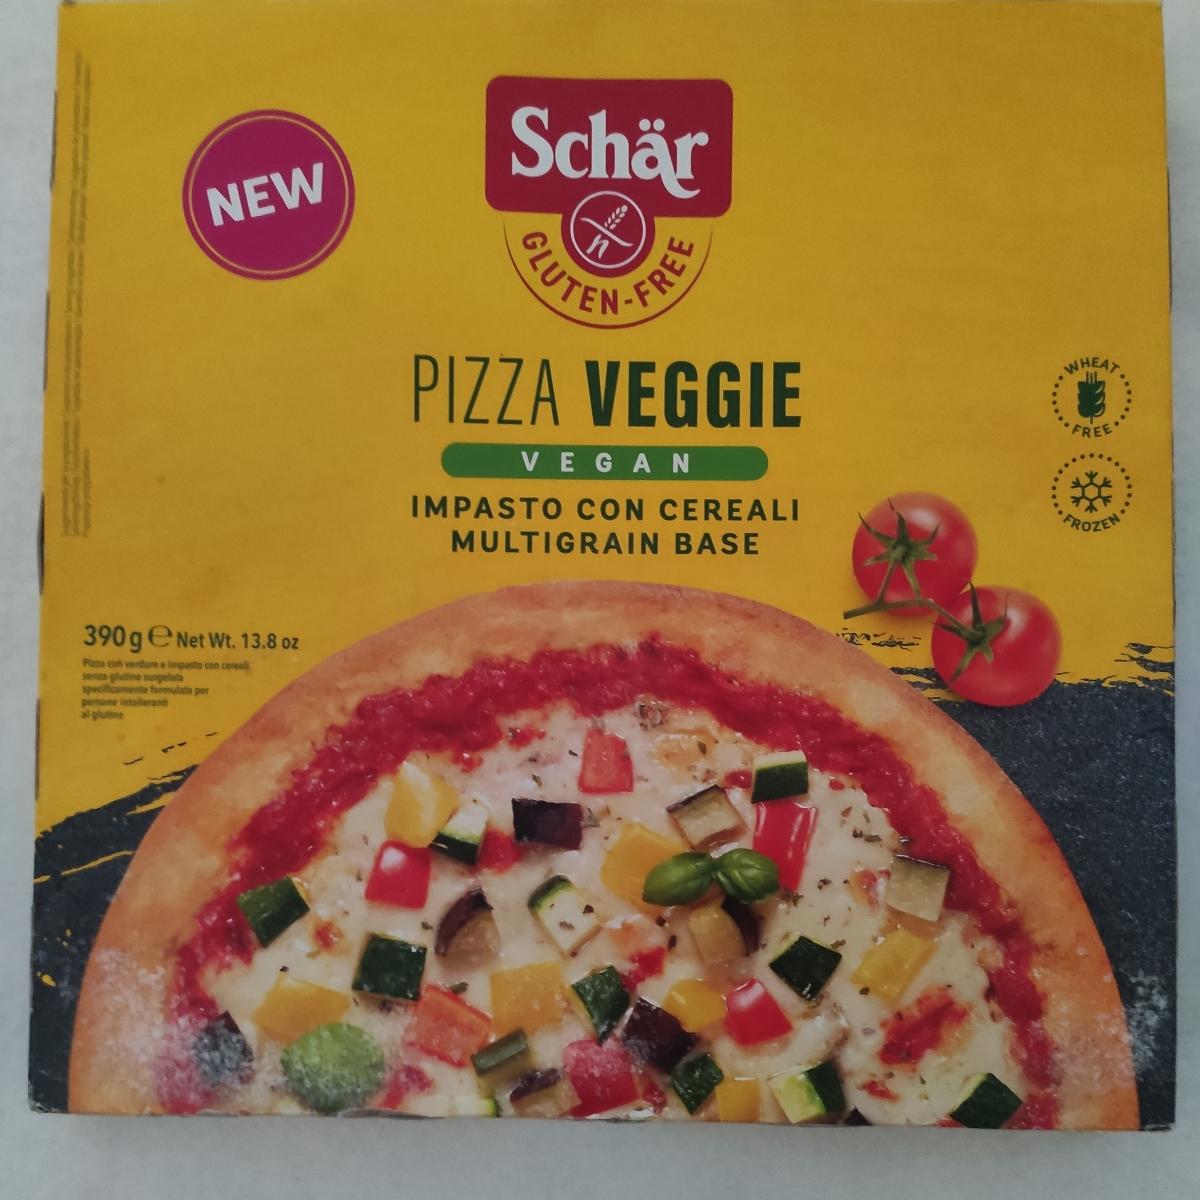 NEW
Schär
GLUTEN-FREE
PIZZA VEGGIE
VEGAN
IMPASTO CON CEREALI
MULTIGRAIN BASE
WHEAT
FREE
FROZEN
390g ℮ Net Wt. 13.8 oz
Pizza con verdure e impasto con cereali
senza glutine surgelata
specificamente formulata per
persone intolleranti
al glutine